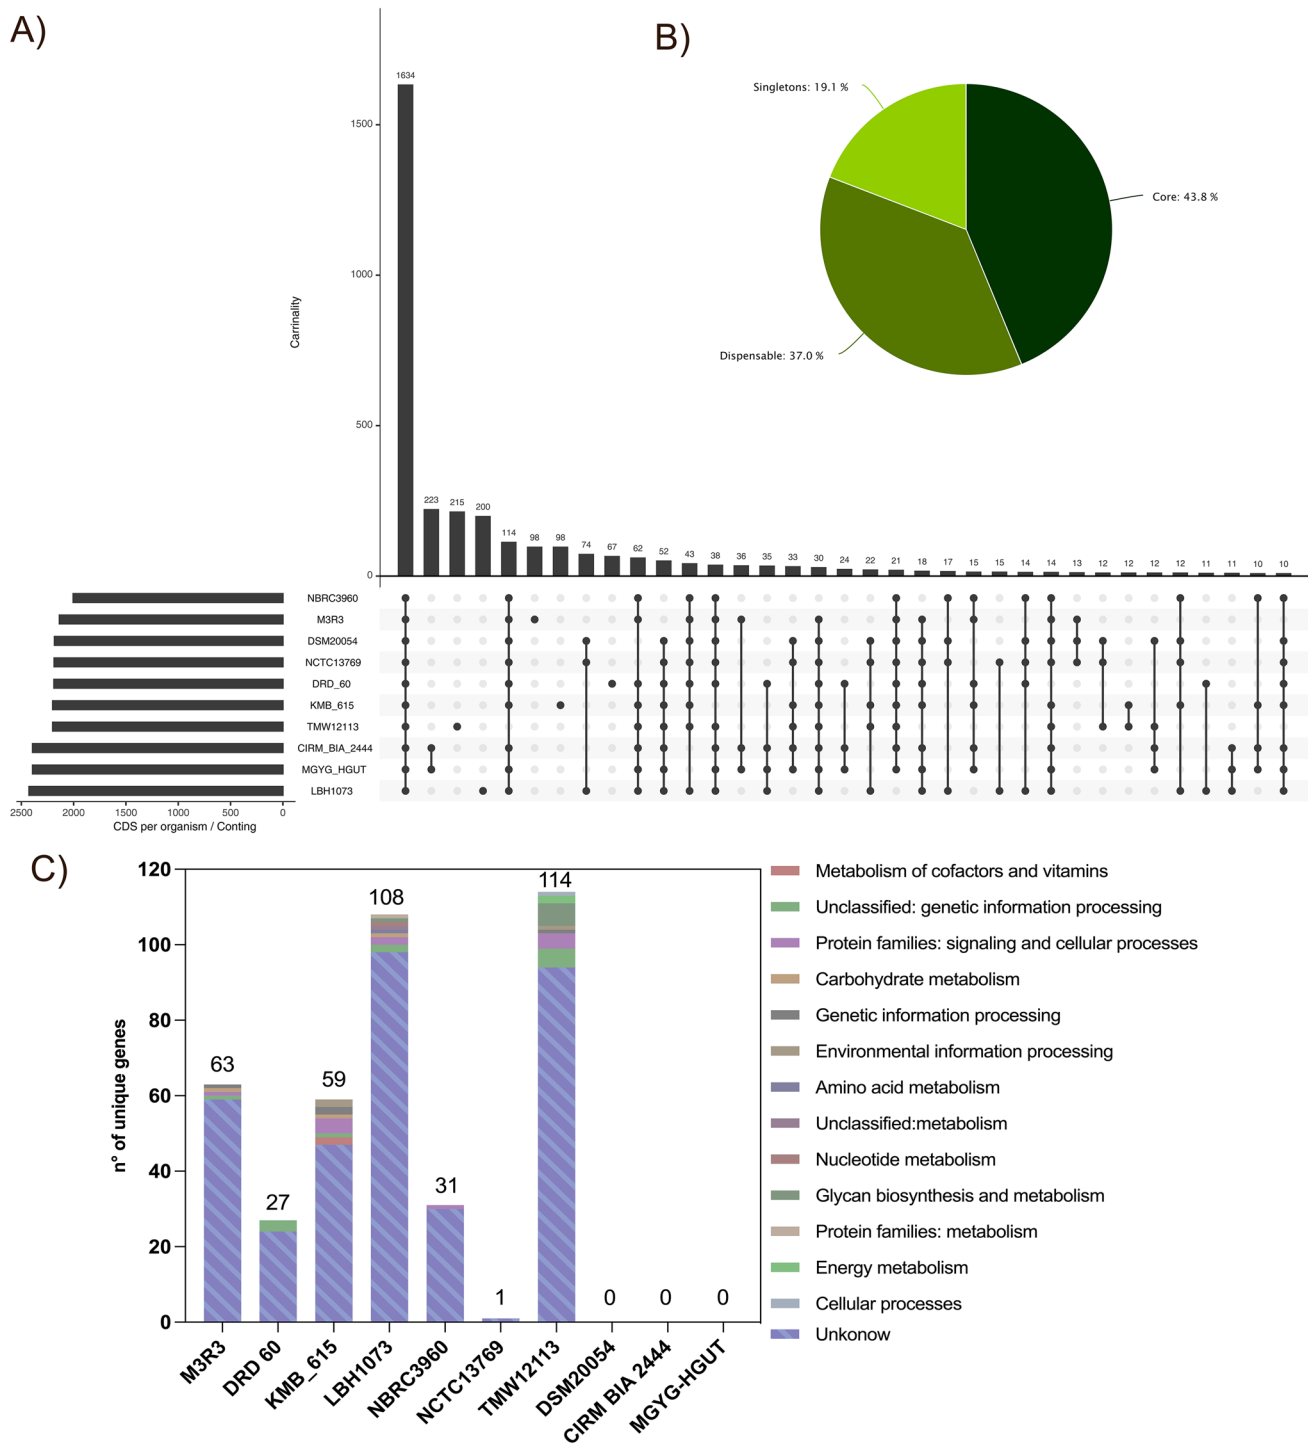 A)
B)
1634
1500
1000
500
0
Carrinality
223 215 200 114 98 98 74 67 62 52 43 38 36 35 33 30 24 22 21 18 17 15 15 14 14 13 12 12 12 12 11 11 10 10
Singletons: 19.1 %
Core: 43.8 %
Dispensable: 37.0 %
NBRC3960
M3R3
DSM20054
NCTC13769
DRD_60
KMB_615
TMW12113
CIRM_BIA_2444
MGYG_HGUT
LBH1073
2500 2000 1500 1000 500 0
CDS per organism / Conting
C)
n° of unique genes
120
100
80
60
40
20
0
63
27
59
108
31
1
114
0
0
0
M3R3
DRD 60
KMB_615
LBH1073
NBRC3960
NCTC13769
TMW12113
DSM20054
CIRM BIA 2444
MGYG-HGUT
Metabolism of cofactors and vitamins
Unclassified: genetic information processing
Protein families: signaling and cellular processes
Carbohydrate metabolism
Genetic information processing
Environmental information processing
Amino acid metabolism
Unclassified:metabolism
Nucleotide metabolism
Glycan biosynthesis and metabolism
Protein families: metabolism
Energy metabolism
Cellular processes
Unkonow